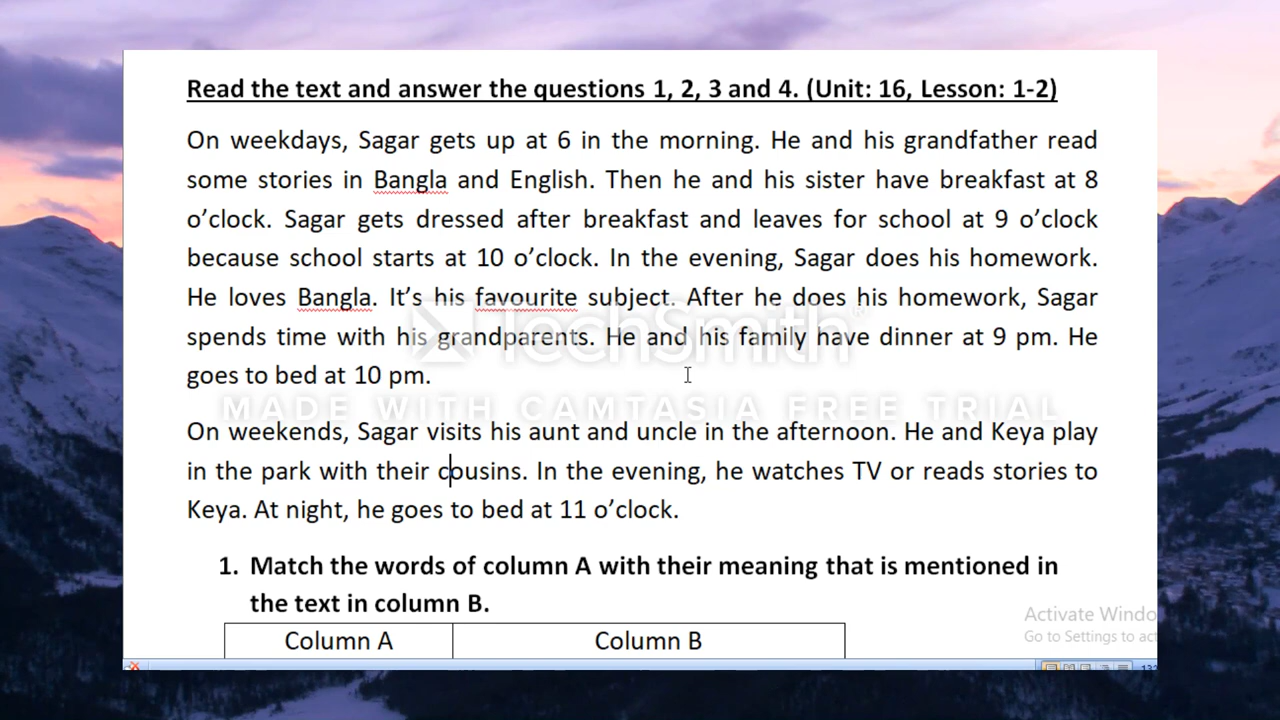 Read the text and answer the questions 1, 2, 3 and 4. (Unit: 16, Lesson: 1-2)
On weekdays, Sagar gets up at 6 in the morning. He and his grandfather read
some stories in Bangla and English. Then he and his sister have breakfast at 8
o’clock. Sagar gets dressed after breakfast and leaves for school at 9 o’clock
because school starts at 10 o’clock. In the evening, Sagar does his homework.
He loves Bangla. It’s his favourite subject. After he does his homework, Sagar
spends time with his grandparents. He and his family have dinner at 9 pm. He
goes to bed at 10 pm.
TechSmith®
MADE WITH CAMTASIA FREE TRIAL
On weekends, Sagar visits his aunt and uncle in the afternoon. He and Keya play
in the park with their cousins. In the evening, he watches TV or reads stories to
Keya. At night, he goes to bed at 11 o’clock.
1. Match the words of column A with their meaning that is mentioned in
the text in column B.
Column A Column B
Activate Windo
Go to Settings to act